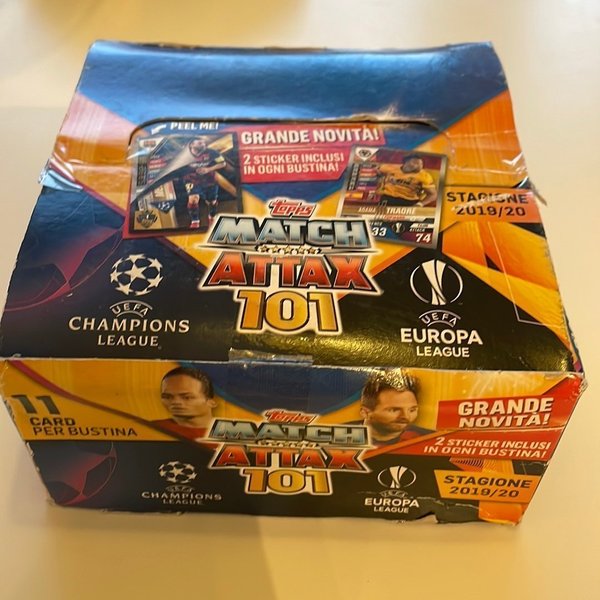 PEEL ME!
GRANDE NOVITÀ!
2 STICKER INCLUSI
IN OGNI BUSTINA!
STAGIONE
2019/20
ADAMA TRAORÉ
33
74
Topps
MATCH
ATTAX
101
UEFA
CHAMPIONS
LEAGUE
UEFA
EUROPA
LEAGUE
11
CARD
PER BUSTINA
Topps
MATCH
ATTAX
101
UEFA
CHAMPIONS
LEAGUE
UEFA
EUROPA
LEAGUE
GRANDE
NOVITÀ!
2 STICKER INCLUSI
IN OGNI BUSTINA!
STAGIONE
2019/20